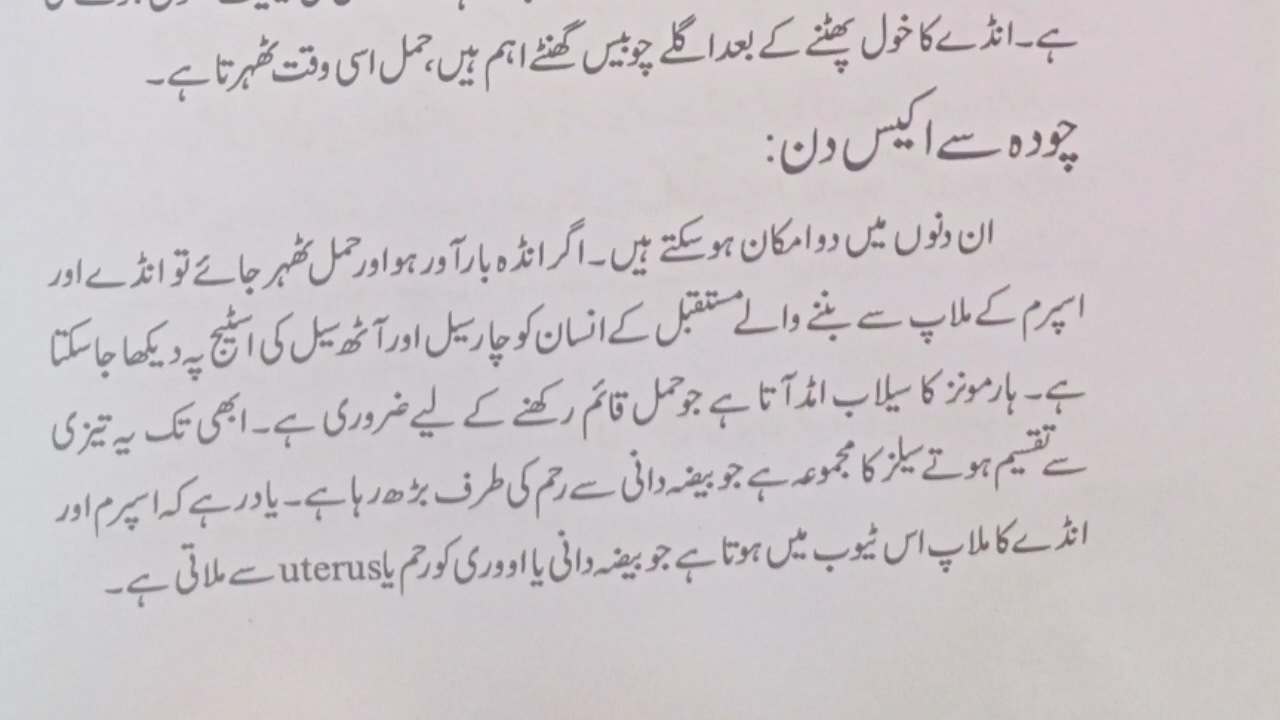 ہے۔ انڈے کا خول پھٹنے کے بعد اگلے چوبیس گھنٹے اہم ہیں، حمل اسی وقت ٹھہرتا ہے۔
چودہ سے اکیس دن:
ان دنوں میں دو امکان ہو سکتے ہیں۔ اگر انڈہ بار آور ہو اور حمل ٹھہر جائے تو انڈے اور
اسپرم کے ملاپ سے بننے والے مستقبل کے انسان کو چار سیل اور آٹھ سیل کی اسٹیج پہ دیکھا جا سکتا
ہے۔ ہارمونز کا سیلاب امڈ آتا ہے جو حمل قائم رکھنے کے لیے ضروری ہے۔ ابھی تک یہ تیزی
سے تقسیم ہوتے سیلز کا مجموعہ ہے جو بیضہ دانی سے رحم کی طرف بڑھ رہا ہے۔ یاد رہے کہ اسپرم اور
انڈے کا ملاپ اس ٹیوب میں ہوتا ہے جو بیضہ دانی یا اووری کو رحم یا uterus سے ملاتی ہے۔